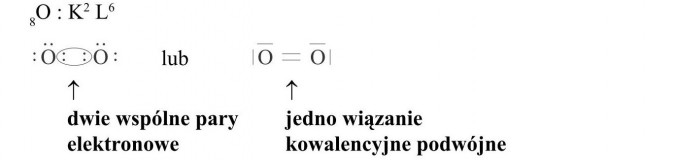 ₈O : K² L⁶
:Ö::Ö: lub |O̅ = O̅|
↑ ↑
dwie wspólne pary jedno wiązanie
elektronowe kowalencyjne podwójne